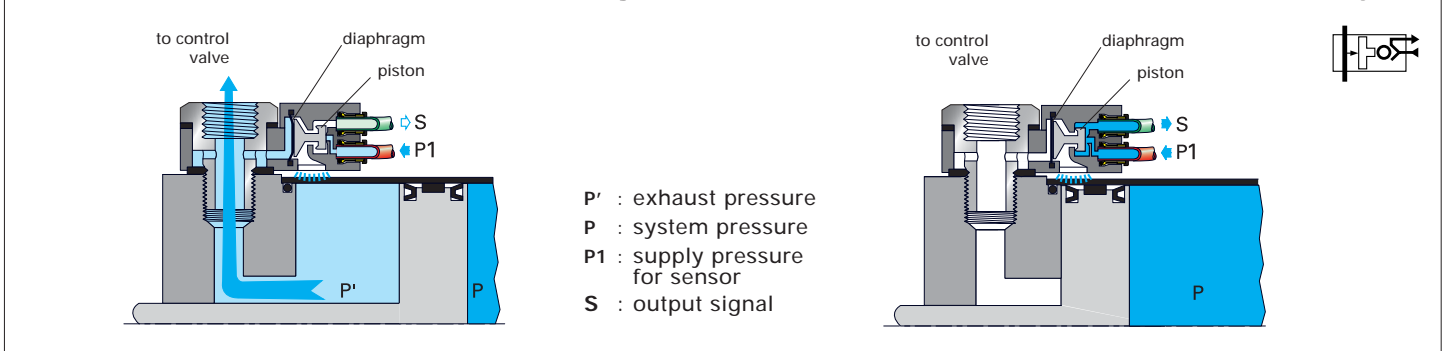 to control
valve
diaphragm
piston
S
P1
P'
P
P' : exhaust pressure
P : system pressure
P1 : supply pressure
for sensor
S : output signal
to control
valve
diaphragm
piston
S
P1
P